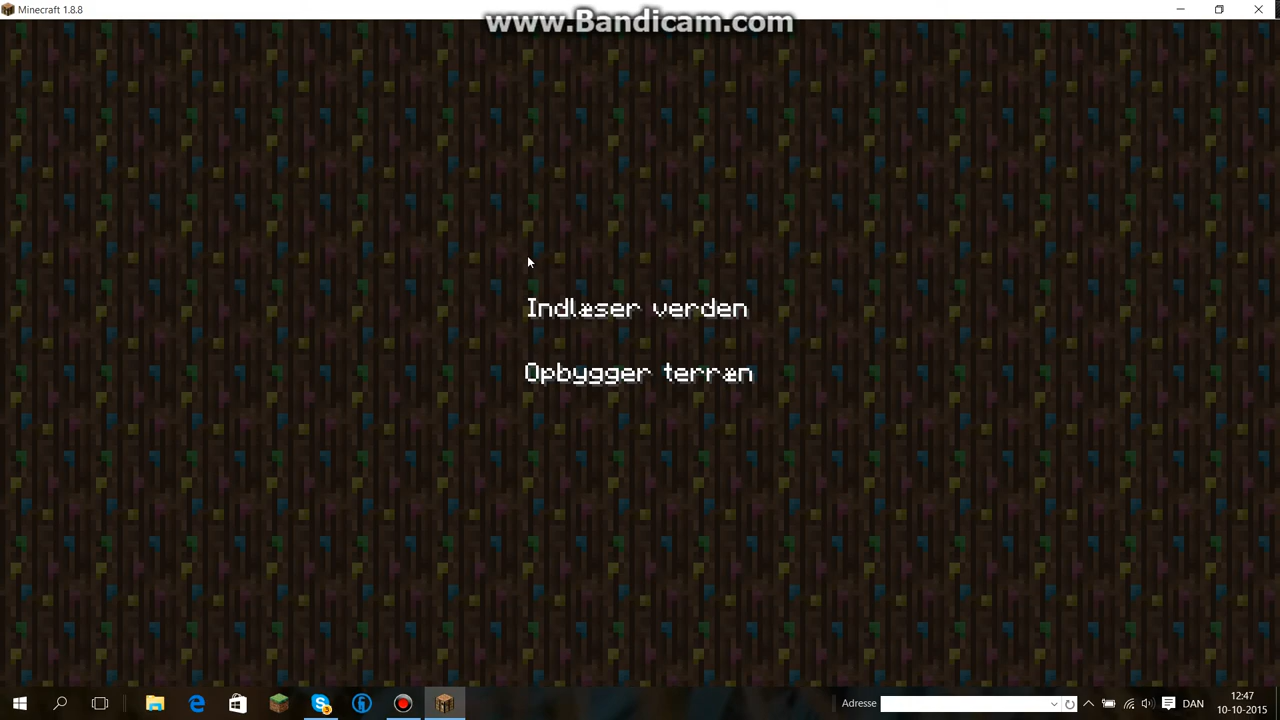 Minecraft 1.8.8
www.Bandicam.com
Indlæser verden
Opbygger terræn
Adresse
DAN
12:47
10-10-2015